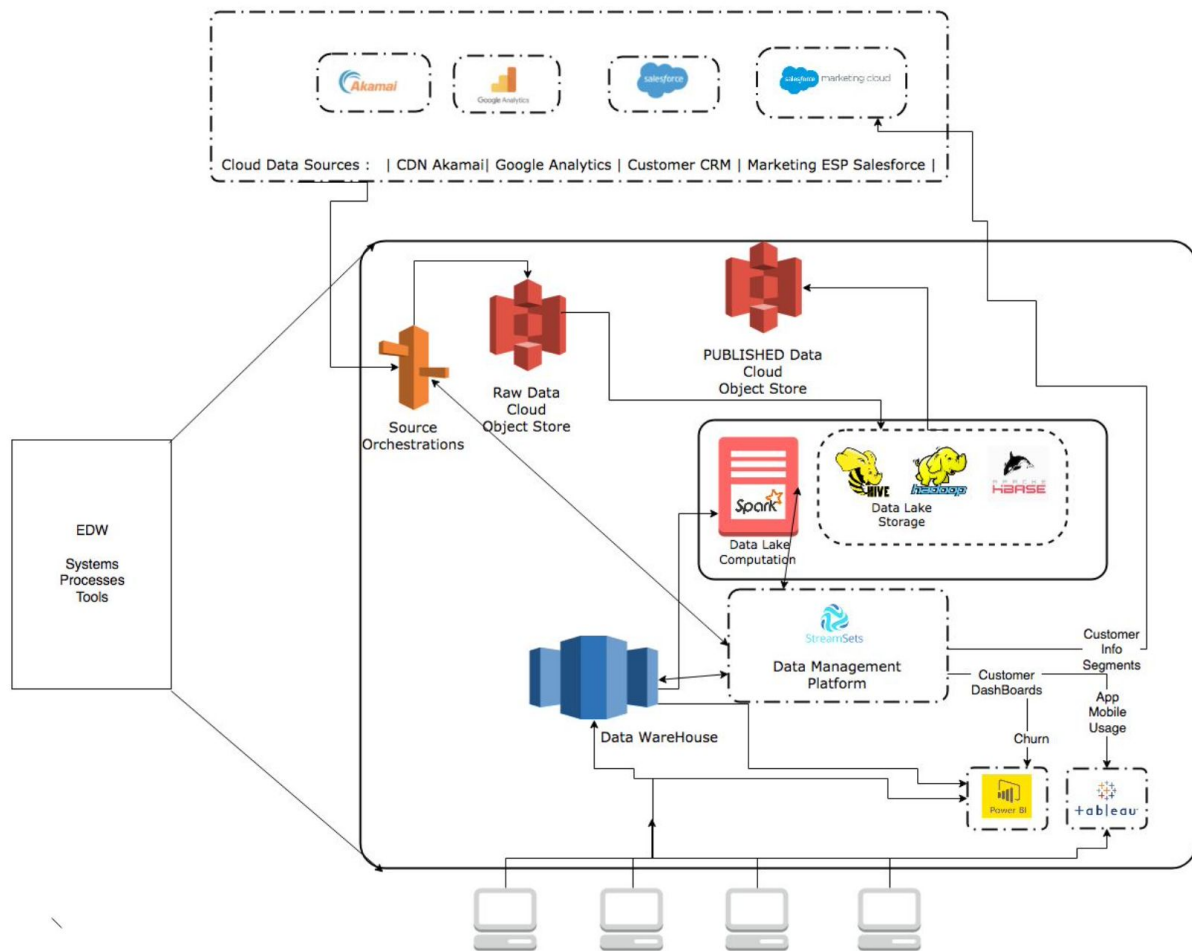 Akamai
Google Analytics
salesforce
salesforce marketing cloud
Cloud Data Sources : | CDN Akamai| Google Analytics | Customer CRM | Marketing ESP Salesforce |
Raw Data
Cloud
Object Store
PUBLISHED Data
Cloud
Object Store
Source
Orchestrations
EDW
Systems
Processes
Tools
Spark
Data Lake
Computation
HIVE
hadoop
APACHE
HBASE
Data Lake
Storage
StreamSets
Data Management
Platform
Customer
Info
Segments
Customer
DashBoards
App
Mobile
Usage
Churn
Data WareHouse
Power BI
+ableau